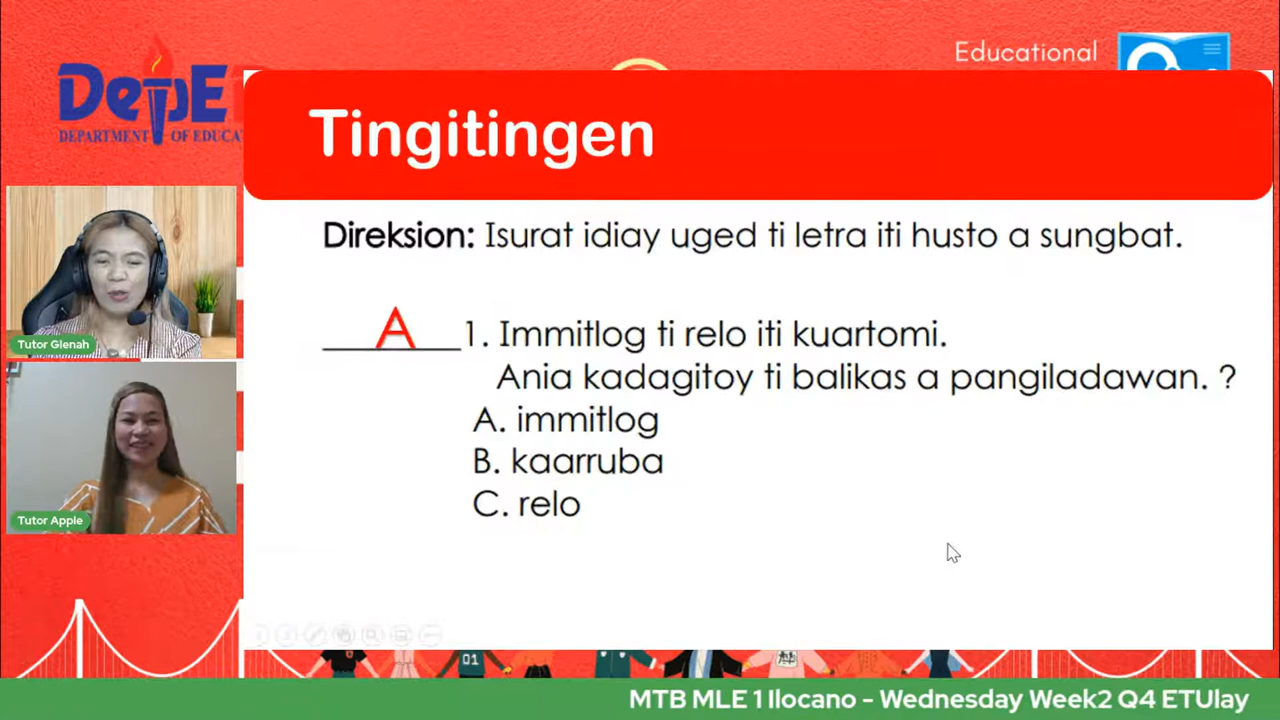 Educational
DepE
DEPARTMENT OF EDUCA
Tingitingen
Direksion: Isurat idiay uged ti letra iti husto a sungbat.
A 1. Immitlog ti relo iti kuartomi.
Ania kadagitoy ti balikas a pangiladawan. ?
A. immitlog
B. kaarruba
C. relo
Tutor Glenah
Tutor Apple
01
MTB MLE 1 Ilocano - Wednesday Week2 Q4 ETUlay